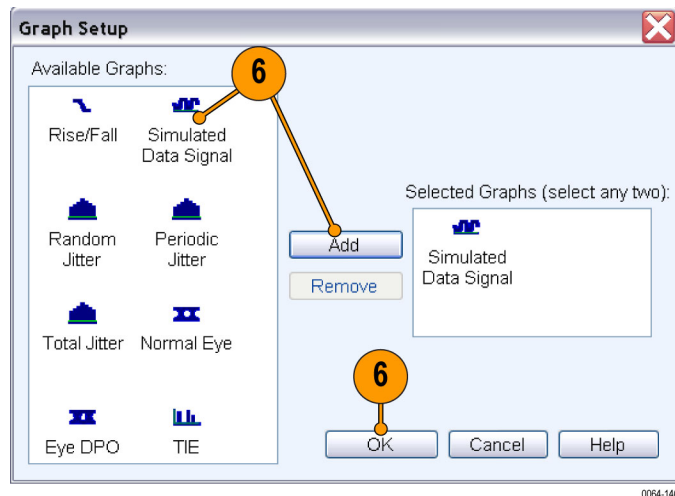 Graph Setup
Available Graphs:
6
Rise/Fall
Simulated
Data Signal
Random
Jitter
Periodic
Jitter
Total Jitter
Normal Eye
Eye DPO
TIE
Add
Remove
Selected Graphs (select any two):
Simulated
Data Signal
6
OK
Cancel
Help